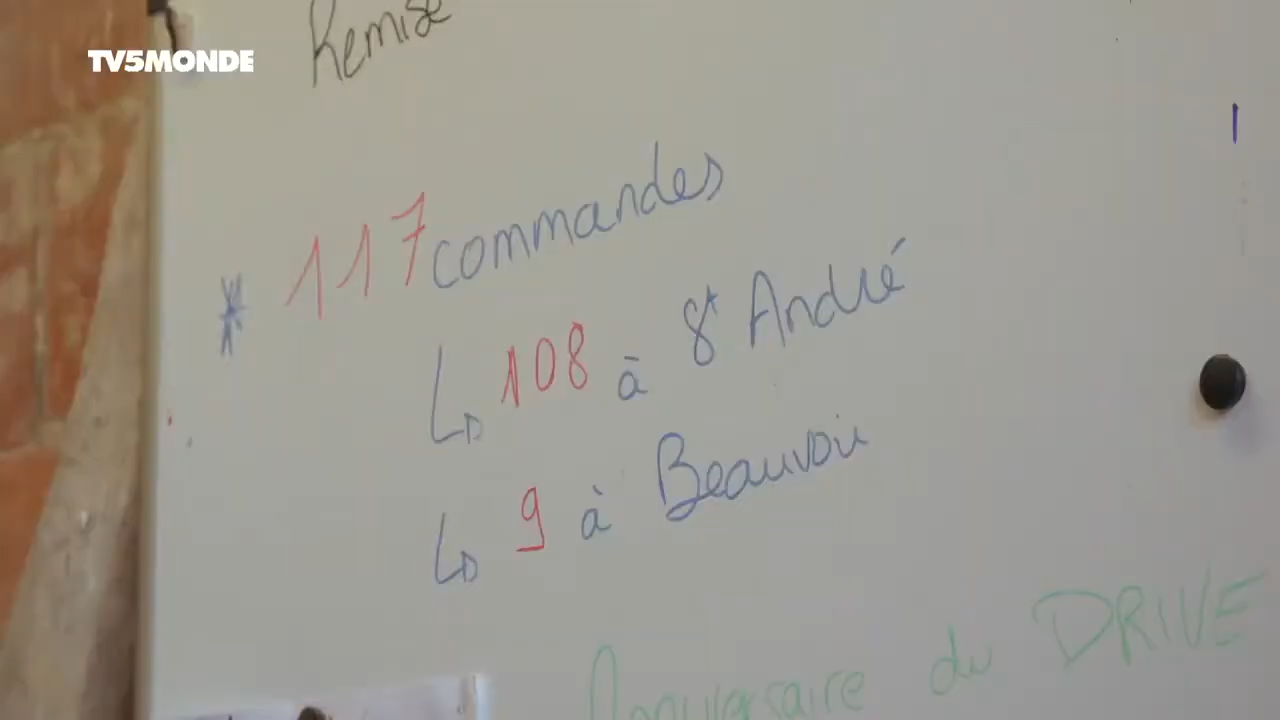 TV5MONDE
Remise
* 117 commandes
↳ 108 à St André
↳ 9 à Beauvoir
Anniversaire du DRIVE